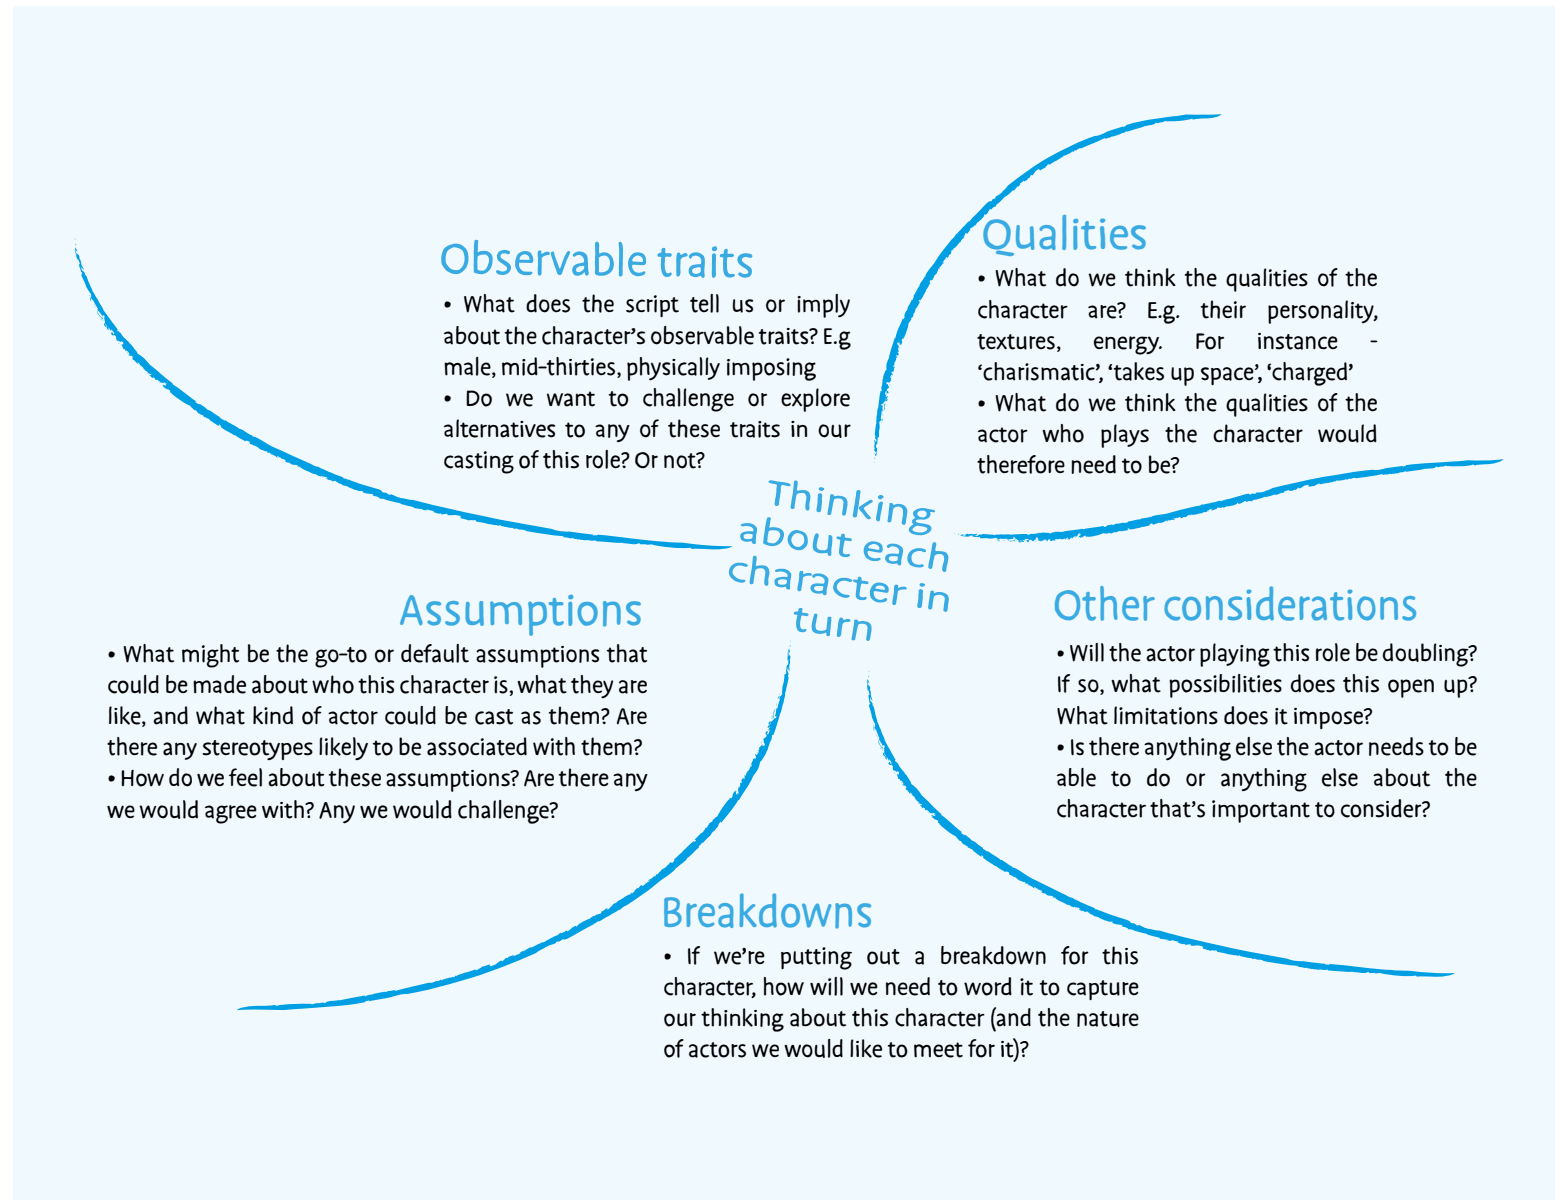 Observable traits
• What does the script tell us or imply
about the character's observable traits? E.g
male, mid-thirties, physically imposing
• Do we want to challenge or explore
alternatives to any of these traits in our
casting of this role? Or not?
Qualities
• What do we think the qualities of the
character are? E.g. their personality,
textures, energy. For instance -
‘charismatic’, ‘takes up space’, ‘charged’
• What do we think the qualities of the
actor who plays the character would
therefore need to be?
Thinking
about each
character in
turn
Assumptions
• What might be the go-to or default assumptions that
could be made about who this character is, what they are
like, and what kind of actor could be cast as them? Are
there any stereotypes likely to be associated with them?
• How do we feel about these assumptions? Are there any
we would agree with? Any we would challenge?
Other considerations
• Will the actor playing this role be doubling?
If so, what possibilities does this open up?
What limitations does it impose?
• Is there anything else the actor needs to be
able to do or anything else about the
character that's important to consider?
Breakdowns
• If we're putting out a breakdown for this
character, how will we need to word it to capture
our thinking about this character (and the nature
of actors we would like to meet for it)?